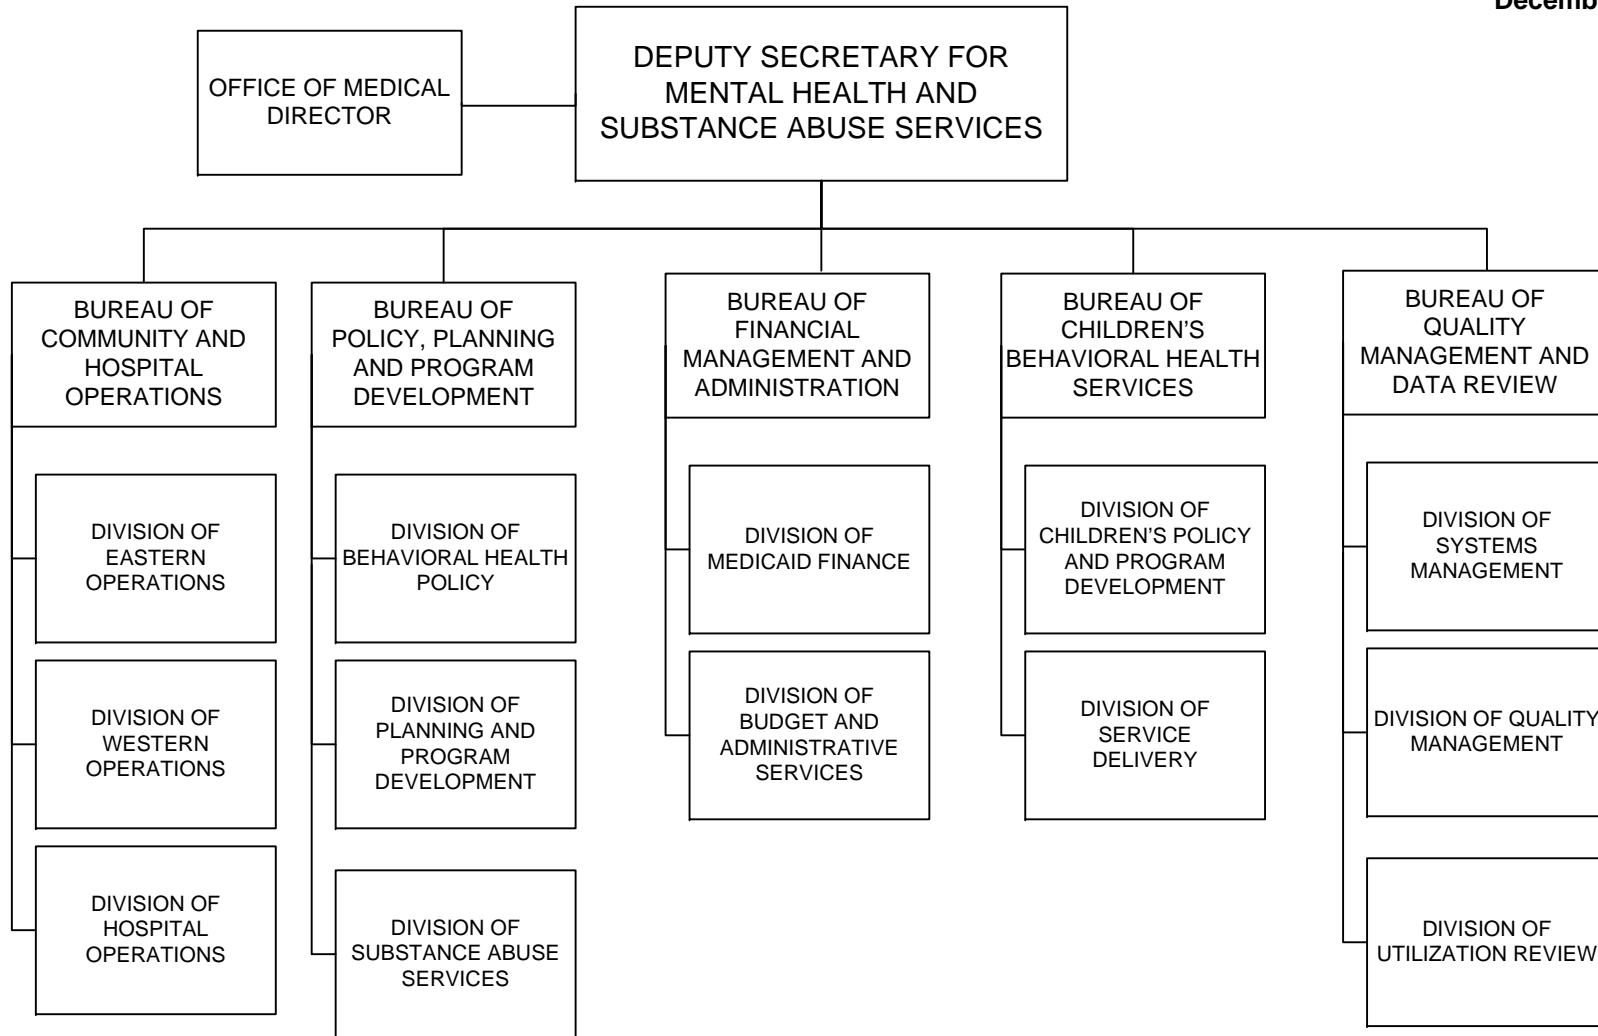 Decemb
DEPUTY SECRETARY FOR
MENTAL HEALTH AND
SUBSTANCE ABUSE SERVICES
OFFICE OF MEDICAL
DIRECTOR
BUREAU OF
COMMUNITY AND
HOSPITAL
OPERATIONS
BUREAU OF
POLICY, PLANNING
AND PROGRAM
DEVELOPMENT
BUREAU OF
FINANCIAL
MANAGEMENT AND
ADMINISTRATION
BUREAU OF
CHILDREN'S
BEHAVIORAL HEALTH
SERVICES
BUREAU OF
QUALITY
MANAGEMENT AND
DATA REVIEW
DIVISION OF
EASTERN
OPERATIONS
DIVISION OF
BEHAVIORAL HEALTH
POLICY
DIVISION OF
MEDICAID FINANCE
DIVISION OF
CHILDREN'S POLICY
AND PROGRAM
DEVELOPMENT
DIVISION OF
SYSTEMS
MANAGEMENT
DIVISION OF
WESTERN
OPERATIONS
DIVISION OF
PLANNING AND
PROGRAM
DEVELOPMENT
DIVISION OF
BUDGET AND
ADMINISTRATIVE
SERVICES
DIVISION OF
SERVICE
DELIVERY
DIVISION OF QUALITY
MANAGEMENT
DIVISION OF
HOSPITAL
OPERATIONS
DIVISION OF
SUBSTANCE ABUSE
SERVICES
DIVISION OF
UTILIZATION REVIEW